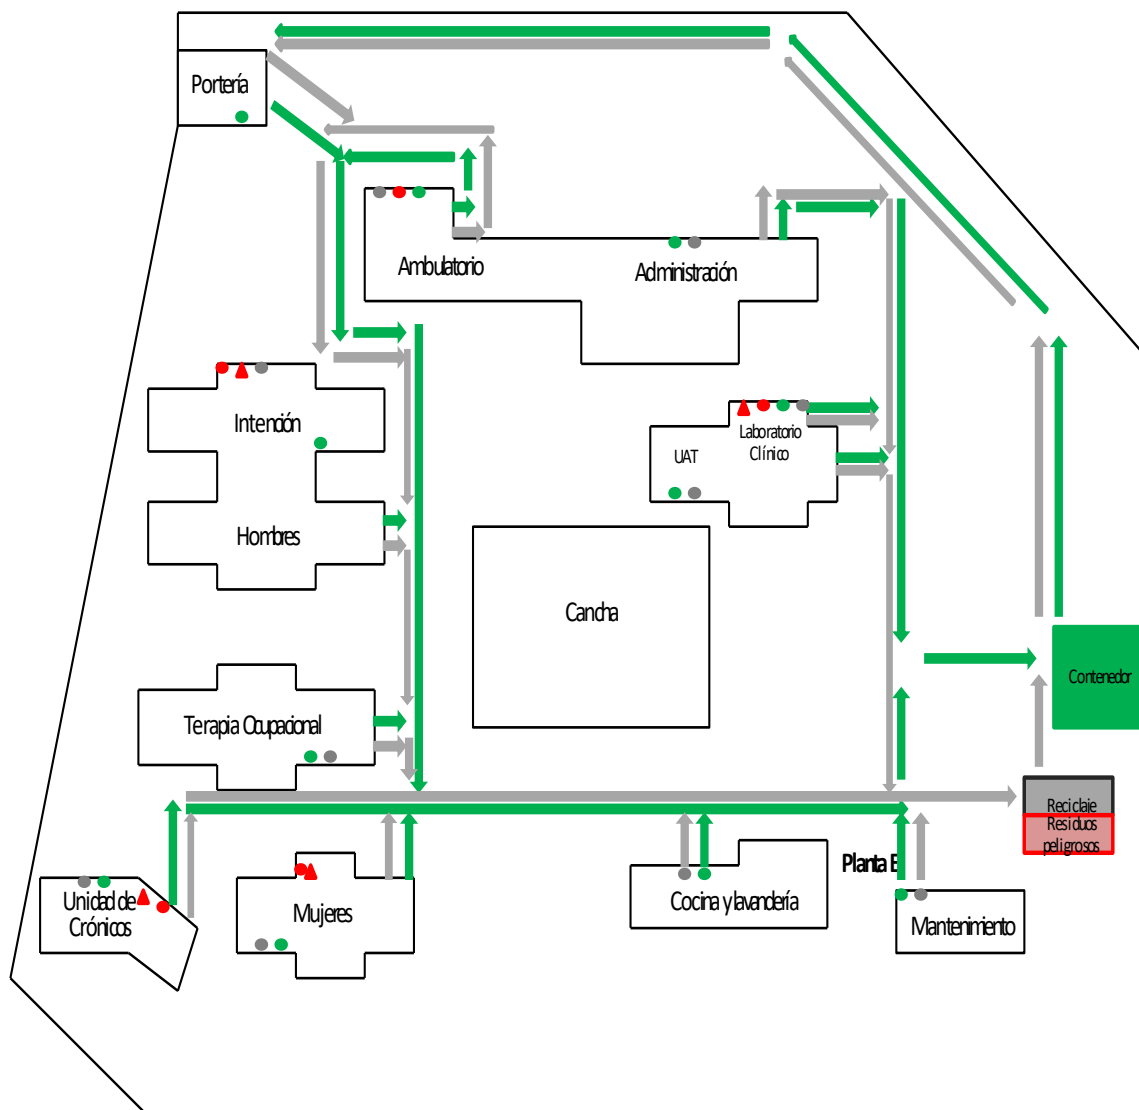 Portería
Ambulatorio
Administración
Intención
UAT
Laboratorio
Clínico
Hombres
Cancha
Contenedor
Terapia Ocupacional
Reciclaje
Residuos
peligrosos
Planta E
Unidad de
Crónicos
Mujeres
Cocina y lavandería
Mantenimiento